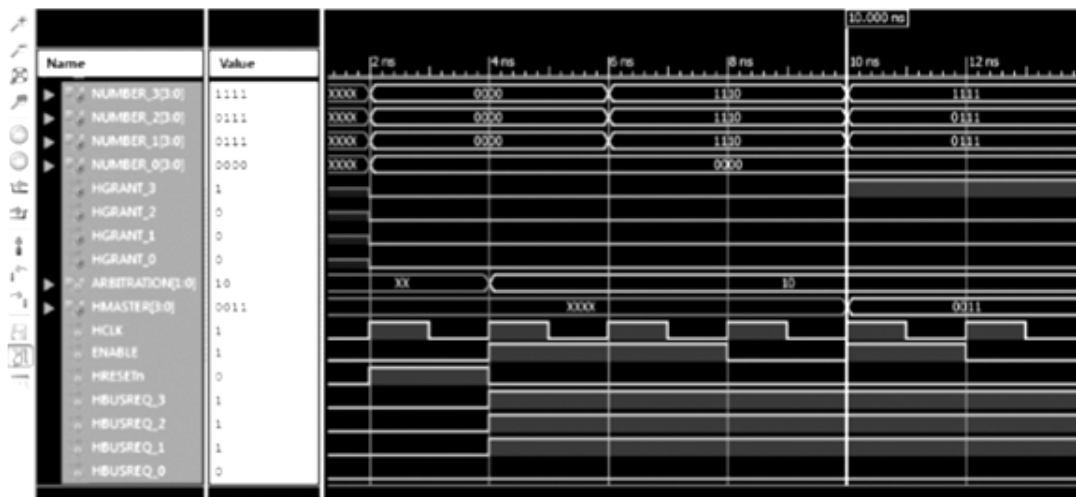 10.000 ns
Name Value 2 ns 4 ns 6 ns 8 ns 10 ns 12 ns
NUMBER_3[3:0] 1111 XXXX 0000 1110 1111
NUMBER_2[3:0] 0111 XXXX 0000 1110 0111
NUMBER_1[3:0] 0111 XXXX 0000 1110 0111
NUMBER_0[3:0] 0000 XXXX 0000
HGRANT_3 1
HGRANT_2 0
HGRANT_1 0
HGRANT_0 0
ARBITRATION[1:0] 10 XX 10
HMASTER[3:0] 0011 XXXX 0011
HCLK 1
ENABLE 1
HRESETn 0
HBUSREQ_3 1
HBUSREQ_2 1
HBUSREQ_1 1
HBUSREQ_0 0